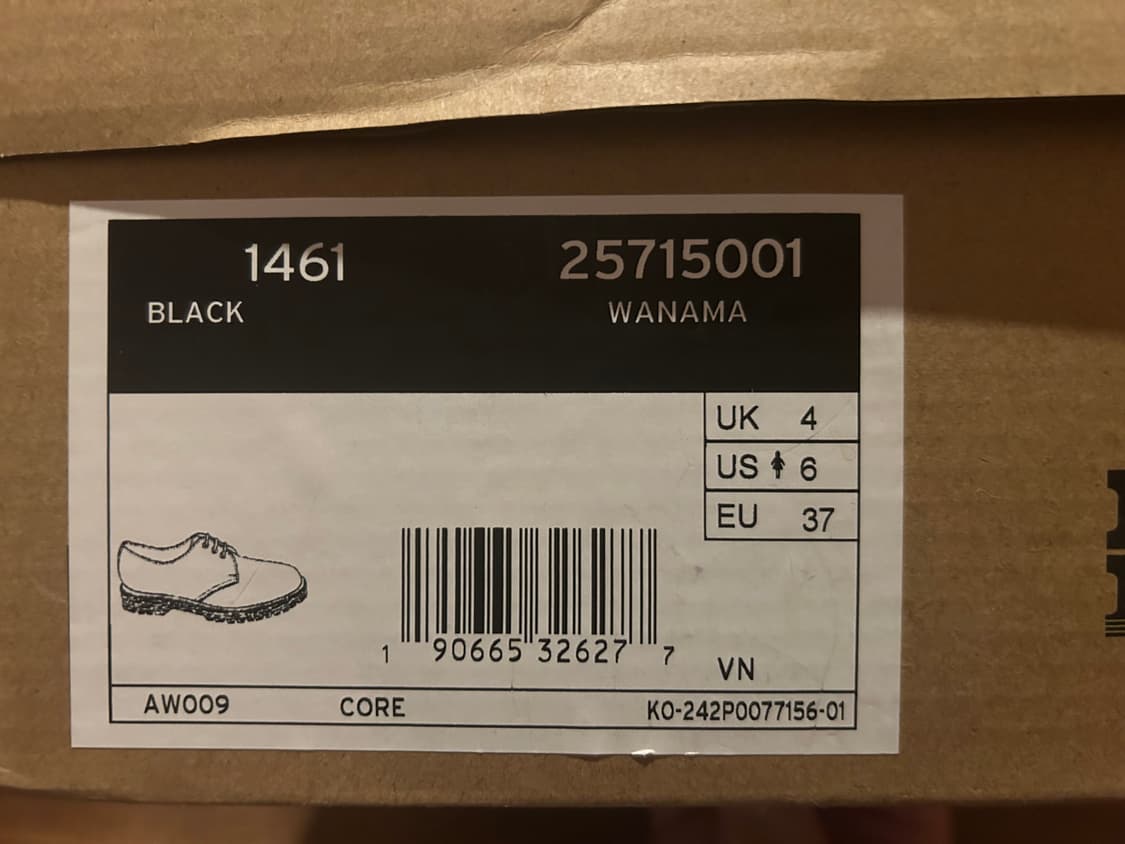 1461 25715001
BLACK WANAMA
UK 4
US 6
EU 37
1 90665 32627 7
VN
AW009 CORE KO-242P0077156-01